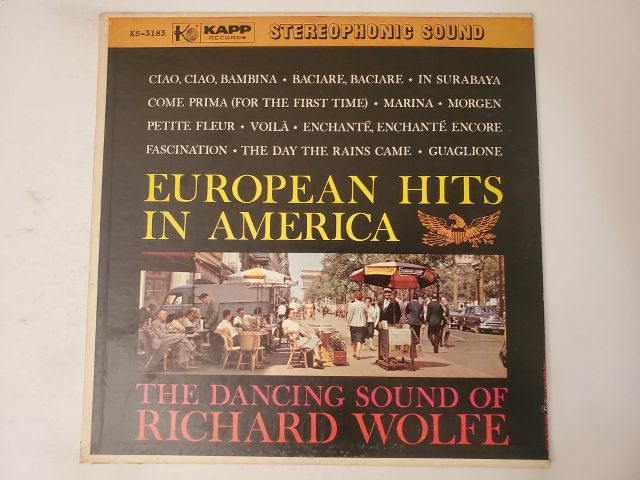 KS-3183 K KAPP RECORDS STEREOPHONIC SOUND
CIAO, CIAO, BAMBINA • BACIARE, BACIARE • IN SURABAYA
COME PRIMA (FOR THE FIRST TIME) • MARINA • MORGEN
PETITE FLEUR • VOILÀ • ENCHANTÉ, ENCHANTÉ ENCORE
FASCINATION • THE DAY THE RAINS CAME • GUAGLIONE
EUROPEAN HITS
IN AMERICA
THE DANCING SOUND OF
RICHARD WOLFE